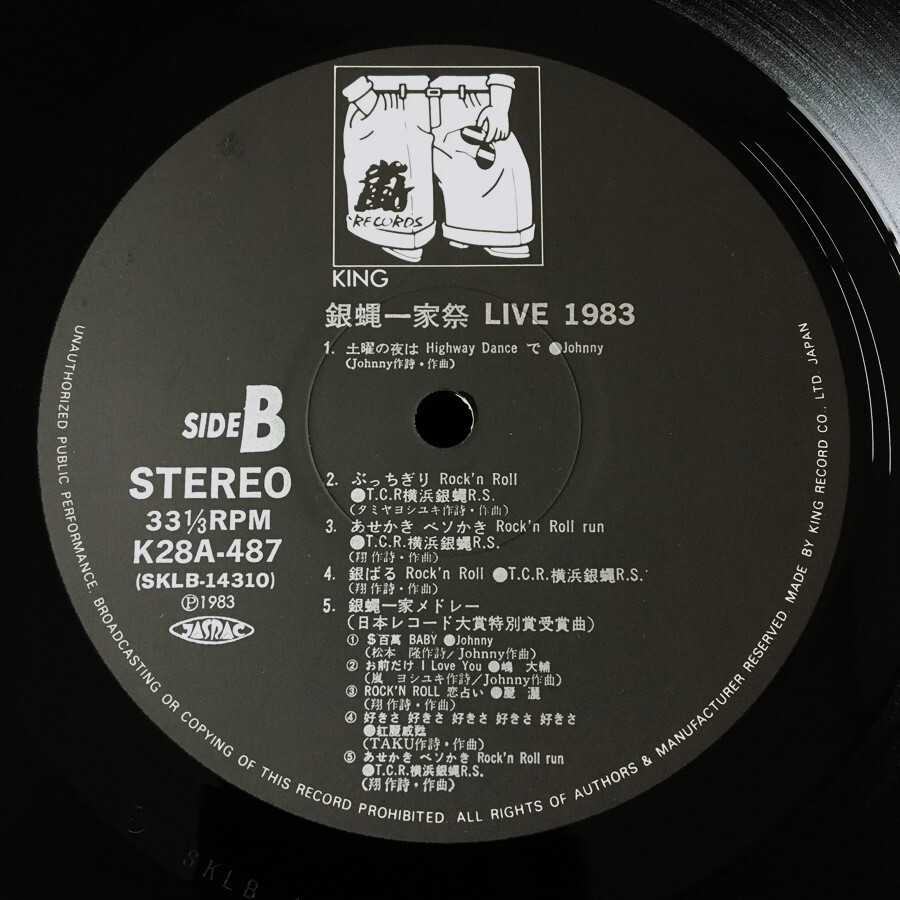 嵐
RECORDS
KING
銀蝿一家祭 LIVE 1983
1. 土曜の夜は Highway Dance で ●Johnny
(Johnny作詩・作曲)
SIDE B
STEREO
33 1/3 RPM
K28A-487
(SKLB-14310)
Ⓟ1983
JASRAC
2. ぶっちぎり Rock'n Roll
●T.C.R横浜銀蝿R.S.
(タミヤヨシユキ作詩・作曲)
3. あせかき ベソかき Rock'n Roll run
●T.C.R.横浜銀蝿R.S.
(翔 作詩・作曲)
4. 銀ばる Rock'n Roll ●T.C.R.横浜銀蝿R.S.
(翔 作詩・作曲)
5. 銀蝿一家メドレー
(日本レコード大賞特別賞受賞曲)
① $百萬 BABY ●Johnny
(松本 隆作詩/Johnny作曲)
② お前だけ I Love You ●嶋 大輔
(嵐 ヨシユキ作詩/Johnny作曲)
③ ROCK'N ROLL 恋占い ●麗 灑
(翔 作詩・作曲)
④ 好きさ 好きさ 好きさ 好きさ 好きさ
●紅麗威甦
(TAKU作詩・作曲)
⑤ あせかき ベソかき Rock'n Roll run
●T.C.R.横浜銀蝿R.S.
(翔 作詩・作曲)
UNAUTHORIZED PUBLIC PERFORMANCE, BROADCASTING OR COPYING OF THIS RECORD PROHIBITED. ALL RIGHTS OF AUTHORS & MANUFACTURER RESERVED. MADE BY KING RECORD CO., LTD. JAPAN
SKLB